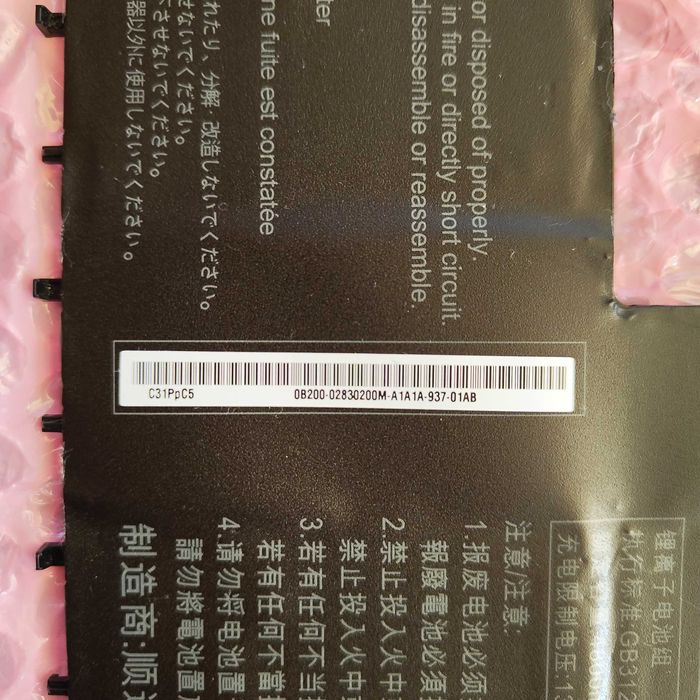 or disposed of properly.
in fire or directly short circuit.
disassemble or reassemble.
ne fuite est constatée
れたり、分解、改造しないでください。
せないでください。
させないでください。
器以外に使用しないでください。
C31PpC5
0B200-02830200M-A1A1A-937-01AB
锂离子电池组
执行标准:GB31
充电限制电压:1
注意/注意:
1.报废电池必须
報廢電池必須
2.禁止投入火中
禁止投入火中
3.若有任何不当
若有任何不當
4.请勿将电池置
請勿將電池置
制造商:顺